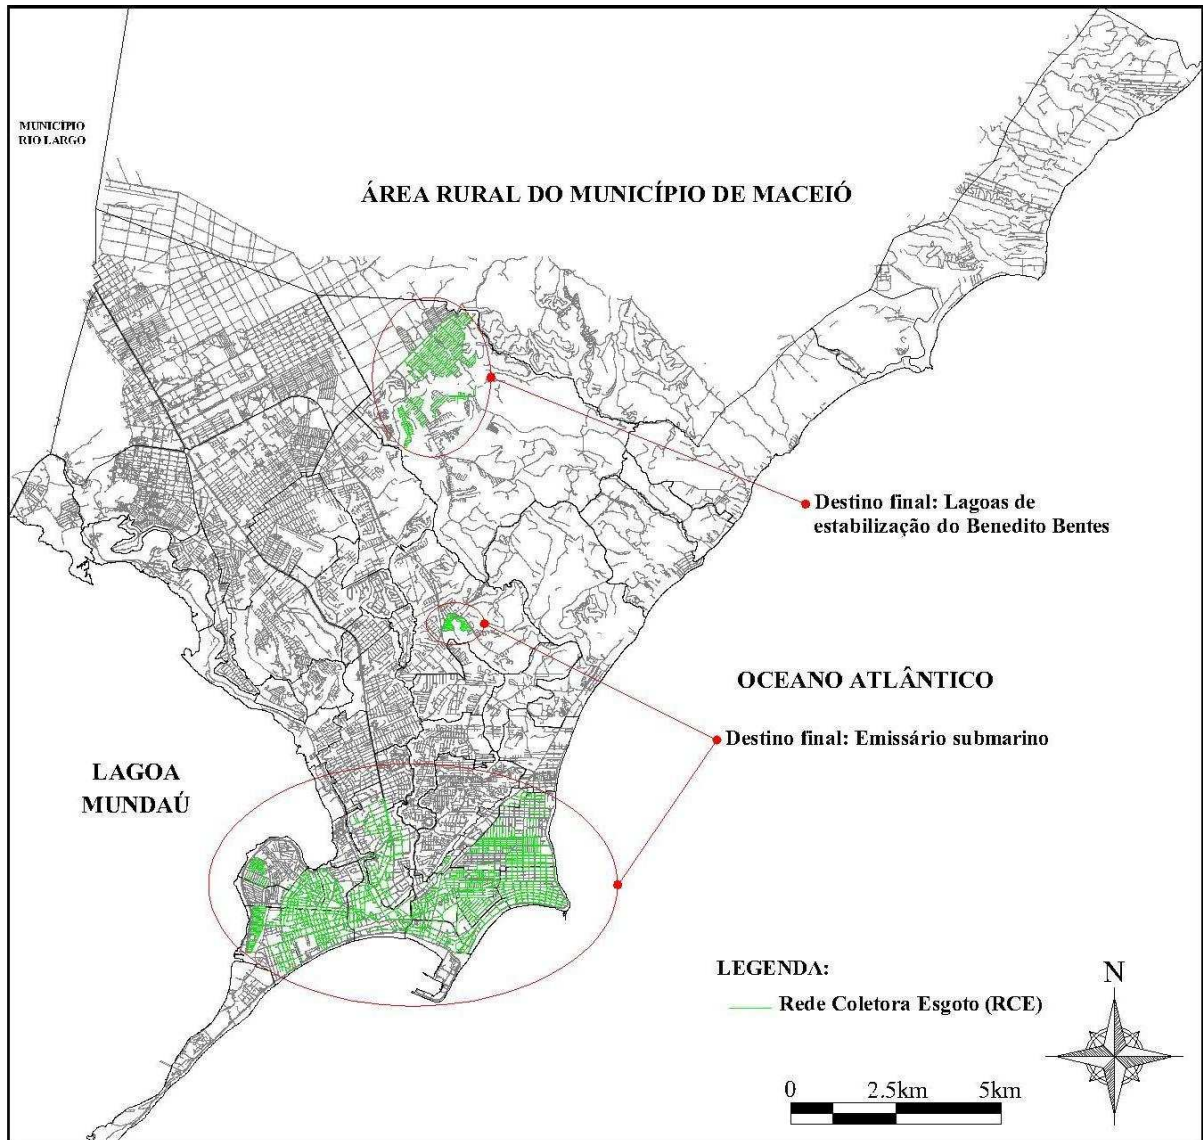 MUNICÍPIO
RIO LARGO
ÁREA RURAL DO MUNICÍPIO DE MACEIÓ
Destino final: Lagoas de
estabilização do Benedito Bentes
OCEANO ATLÂNTICO
Destino final: Emissário submarino
LAGOA
MUNDAÚ
LEGENDA:
Rede Coletora Esgoto (RCE)
N
0 2.5km 5km